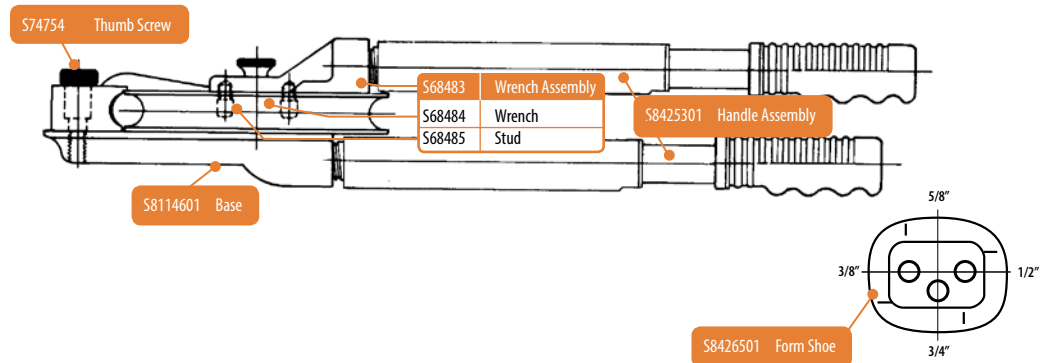 S74754 Thumb Screw
S68483 Wrench Assembly
S68484 Wrench
S68485 Stud
S8425301 Handle Assembly
S8114601 Base
5/8"
3/8"
1/2"
S8426501 Form Shoe
3/4"